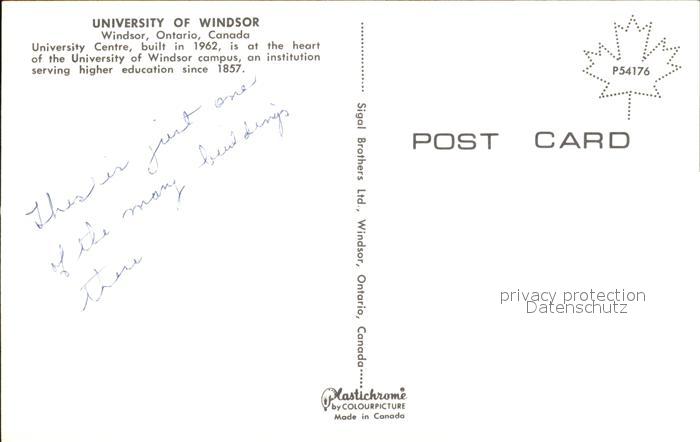 UNIVERSITY OF WINDSOR
Windsor, Ontario, Canada
University Centre, built in 1962, is at the heart
of the University of Windsor campus, an institution
serving higher education since 1857.
This is just one
of the many buildings
there
Sigal Brothers Ltd., Windsor, Ontario, Canada
Plastichrome
by COLOURPICTURE
Made in Canada
P54176
POST CARD
privacy protection
Datenschutz